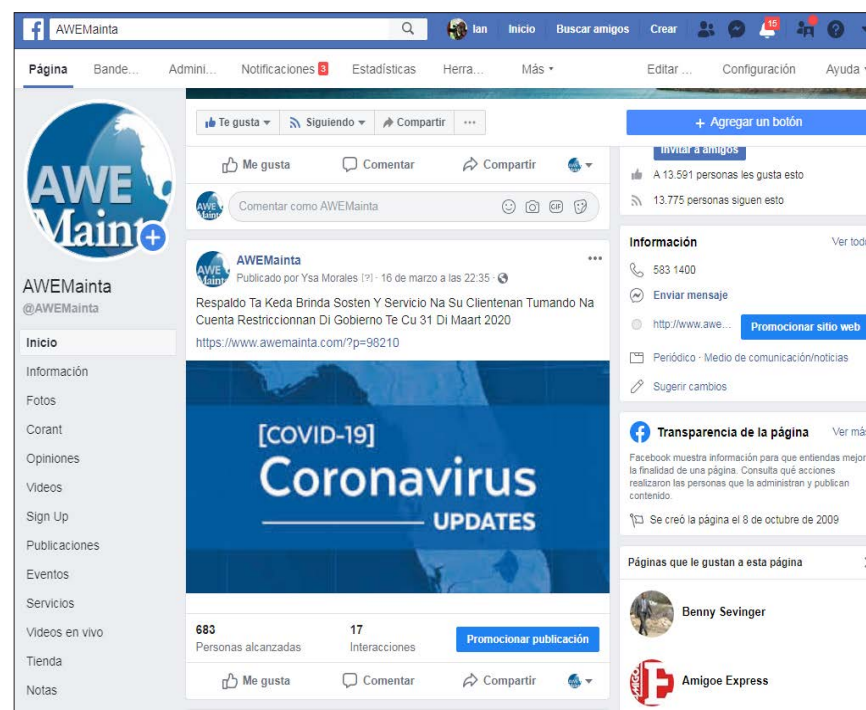 AWEMainta
Ian
Inicio
Buscar amigos
Crear
15
Página
Bande...
Admini...
Notificaciones 3
Estadísticas
Herra...
Más
Editar ...
Configuración
Ayuda
AWE
Mainta
AWEMainta
@AWEMainta
Inicio
Información
Fotos
Corant
Opiniones
Videos
Sign Up
Publicaciones
Eventos
Servicios
Videos en vivo
Tienda
Notas
Te gusta
Siguiendo
Compartir
...
Me gusta
Comentar
Compartir
Comentar como AWEMainta
GIF
AWEMainta
Publicado por Ysa Morales [?] · 16 de marzo a las 22:35 ·
Respaldo Ta Keda Brinda Sosten Y Servicio Na Su Clientenan Tumando Na
Cuenta Restriccionnan Di Gobierno Te Cu 31 Di Maart 2020
https://www.awemainta.com/?p=98210
[COVID-19]
Coronavirus
UPDATES
683
Personas alcanzadas
17
Interacciones
Promocionar publicación
Me gusta
Comentar
Compartir
+ Agregar un botón
Invitar a amigos
A 13.591 personas les gusta esto
13.775 personas siguen esto
Información
Ver todo
583 1400
Enviar mensaje
http://www.awe...
Promocionar sitio web
Periódico · Medio de comunicación/noticias
Sugerir cambios
Transparencia de la página
Ver más
Facebook muestra información para que entiendas mejor
la finalidad de una página. Consulta qué acciones
realizaron las personas que la administran y publican
contenido.
Se creó la página el 8 de octubre de 2009
Páginas que le gustan a esta página
Benny Sevinger
Amigoe Express